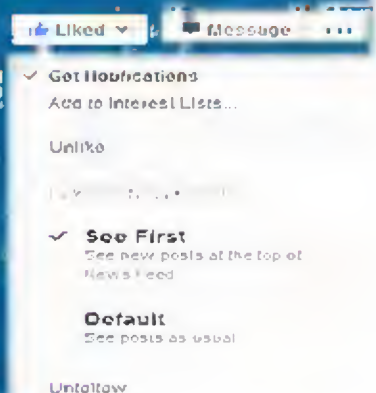 Liked
Message
Get Notifications
Add to Interest Lists...
Unlike
See First
See new posts at the top of
News Feed
Default
See posts as usual
Unfollow